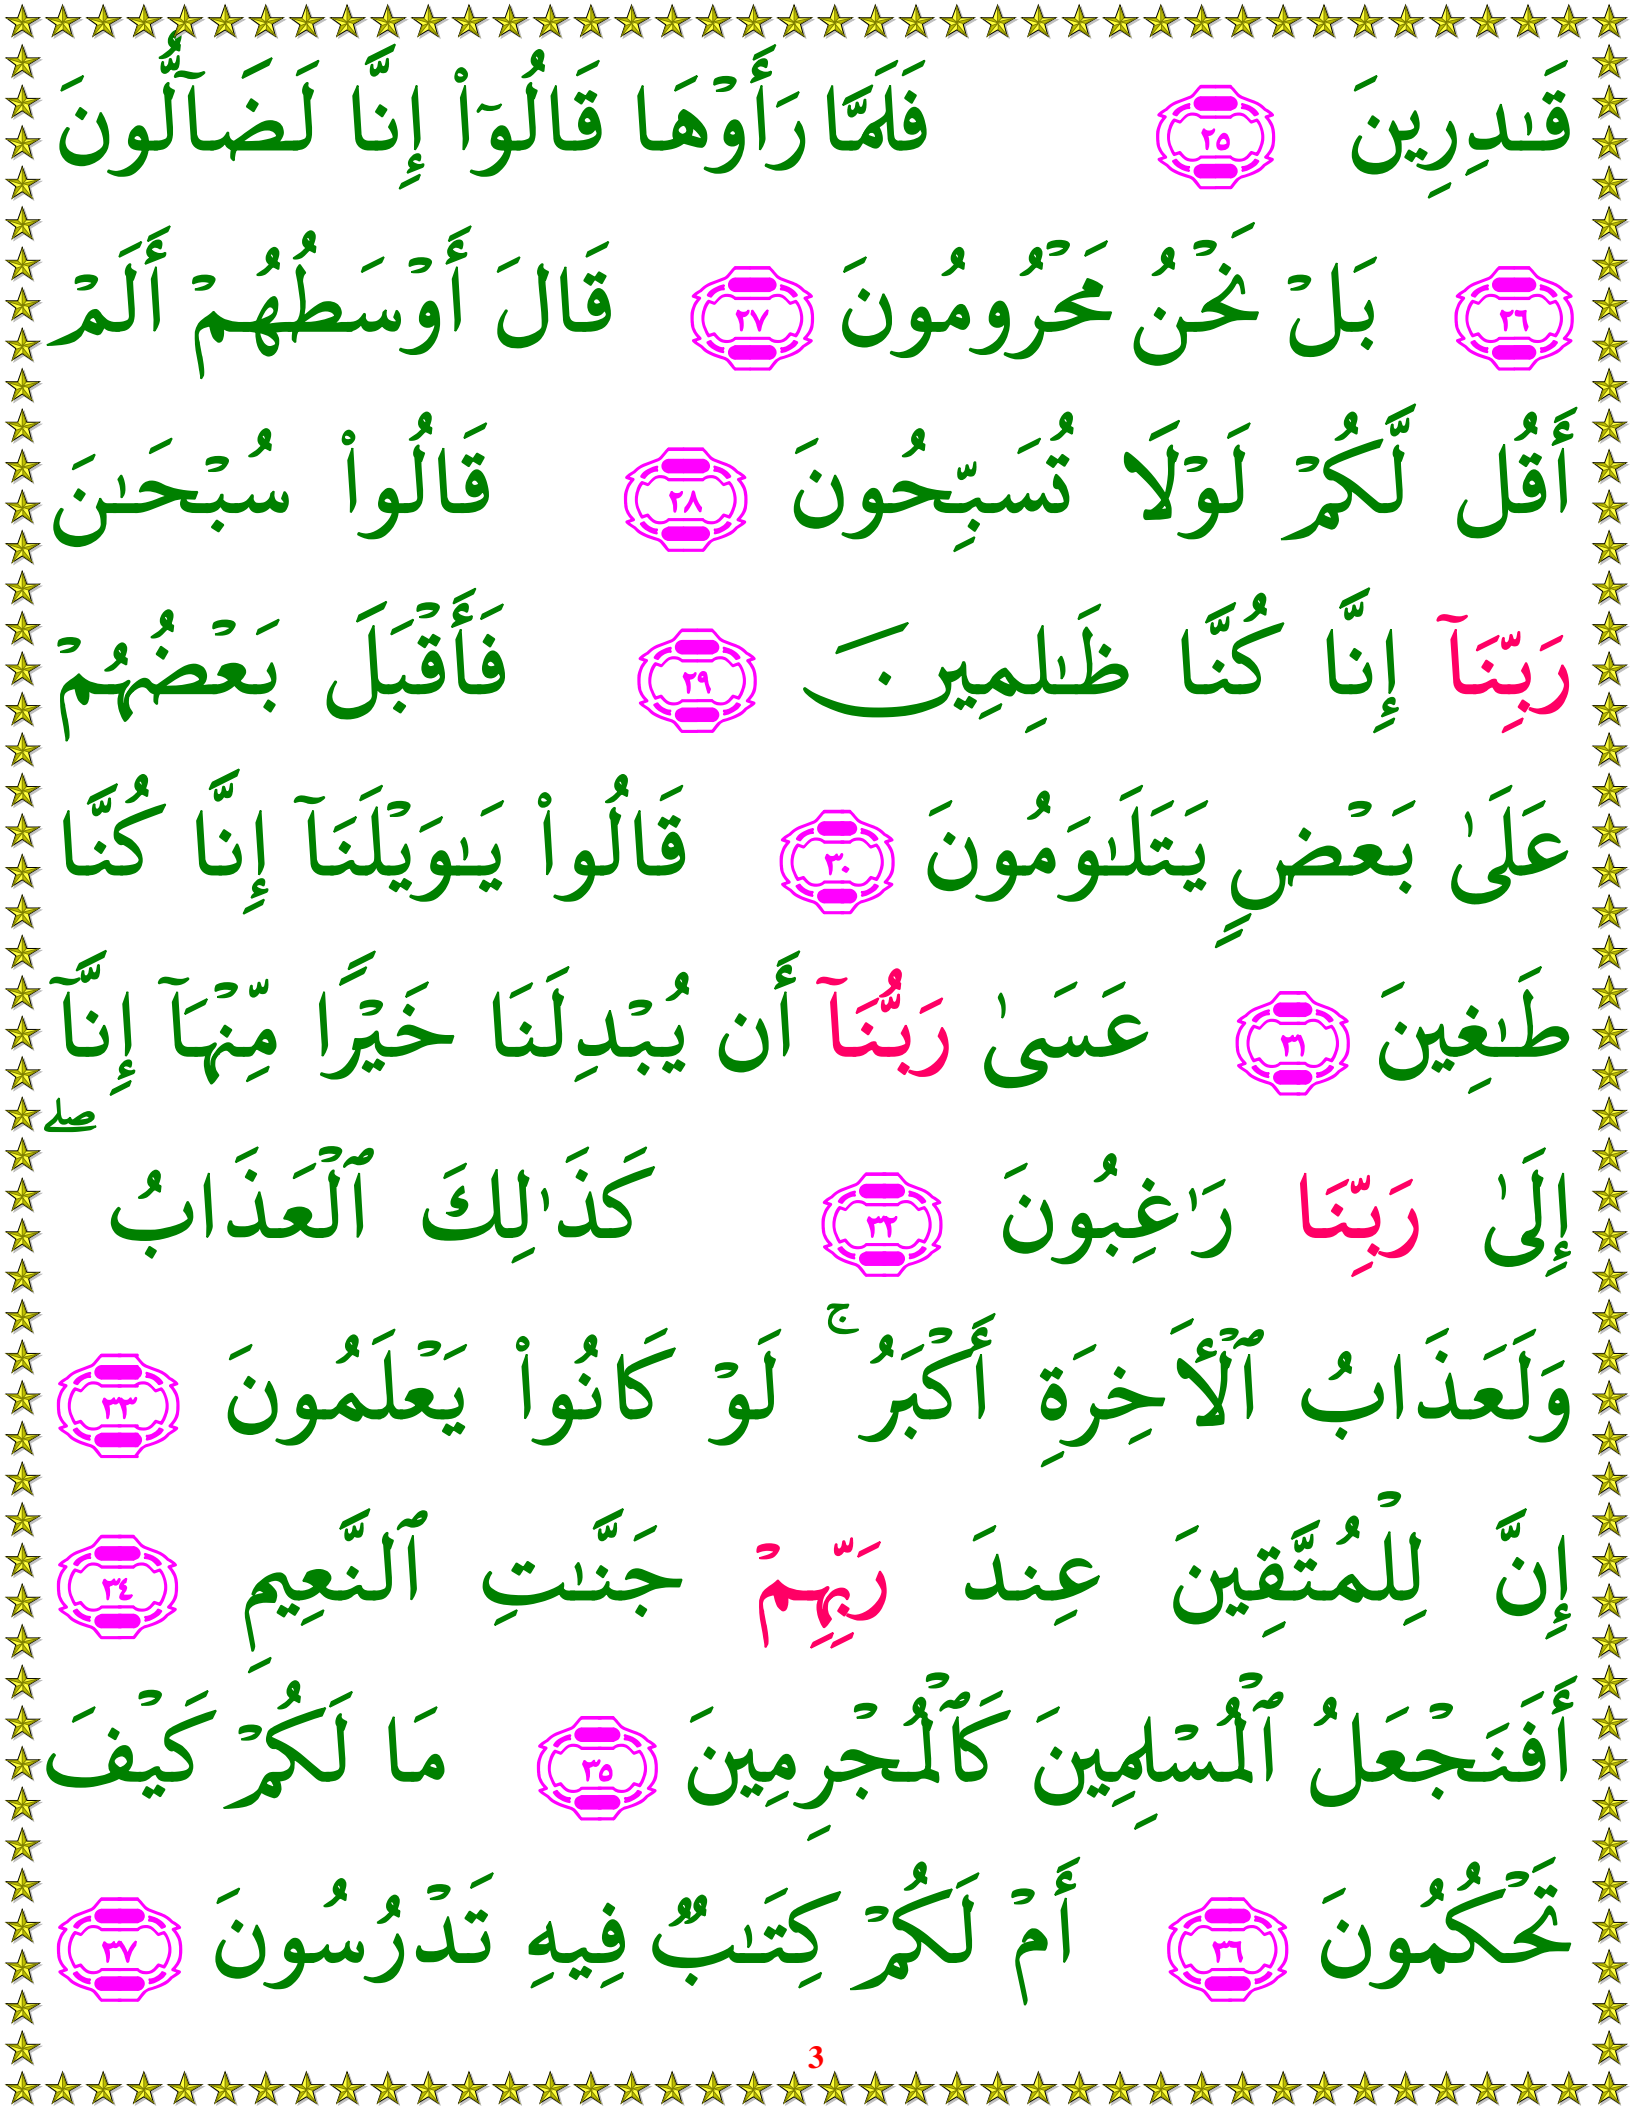 قَـٰدِرِينَ ٢٥ فَلَمَّا رَأَوْهَا قَالُوٓا۟ إِنَّا لَضَآلُّونَ
٢٦ بَلْ نَحْنُ مَحْرُومُونَ ٢٧ قَالَ أَوْسَطُهُمْ أَلَمْ
أَقُل لَّكُمْ لَوْلَا تُسَبِّحُونَ ٢٨ قَالُوا۟ سُبْحَـٰنَ
رَبِّنَآ إِنَّا كُنَّا ظَـٰلِمِينَ ٢٩ فَأَقْبَلَ بَعْضُهُمْ
عَلَىٰ بَعْضٍ يَتَلَـٰوَمُونَ ٣٠ قَالُوا۟ يَـٰوَيْلَنَآ إِنَّا كُنَّا
طَـٰغِينَ ٣١ عَسَىٰ رَبُّنَآ أَن يُبْدِلَنَا خَيْرًا مِّنْهَآ إِنَّآ
إِلَىٰ رَبِّنَا رَٰغِبُونَ ٣٢ كَذَٰلِكَ ٱلْعَذَابُ ۖ
وَلَعَذَابُ ٱلْأَخِرَةِ أَكْبَرُ ۚ لَوْ كَانُوا۟ يَعْلَمُونَ ٣٣
إِنَّ لِلْمُتَّقِينَ عِندَ رَبِّهِمْ جَنَّـٰتِ ٱلنَّعِيمِ ٣٤
أَفَنَجْعَلُ ٱلْمُسْلِمِينَ كَٱلْمُجْرِمِينَ ٣٥ مَا لَكُمْ كَيْفَ
تَحْكُمُونَ ٣٦ أَمْ لَكُمْ كِتَـٰبٌ فِيهِ تَدْرُسُونَ ٣٧
3